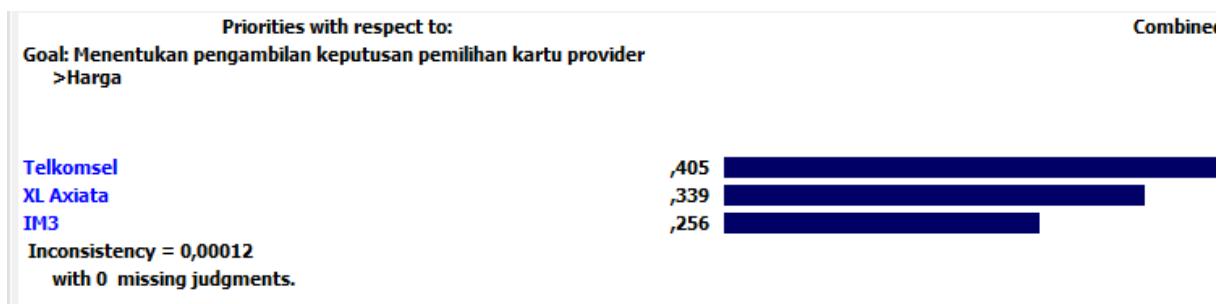 Priorities with respect to: Combined
Goal: Menentukan pengambilan keputusan pemilihan kartu provider
>Harga
Telkomsel ,405
XL Axiata ,339
IM3 ,256
Inconsistency = 0,00012
with 0 missing judgments.